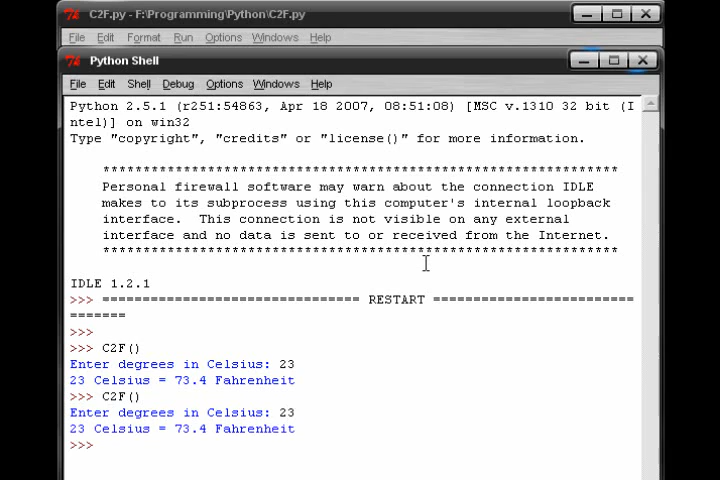 C2F.py - F:\Programming\Python\C2F.py
File Edit Format Run Options Windows Help
Python Shell
File Edit Shell Debug Options Windows Help
Python 2.5.1 (r251:54863, Apr 18 2007, 08:51:08) [MSC v.1310 32 bit (I
ntel)] on win32
Type "copyright", "credits" or "license()" for more information.
****************************************************************
Personal firewall software may warn about the connection IDLE
makes to its subprocess using this computer's internal loopback
interface.  This connection is not visible on any external
interface and no data is sent to or received from the Internet.
****************************************************************
IDLE 1.2.1
>>> ================================ RESTART =========================
=======
>>>
>>> C2F()
Enter degrees in Celsius: 23
23 Celsius = 73.4 Fahrenheit
>>> C2F()
Enter degrees in Celsius: 23
23 Celsius = 73.4 Fahrenheit
>>>